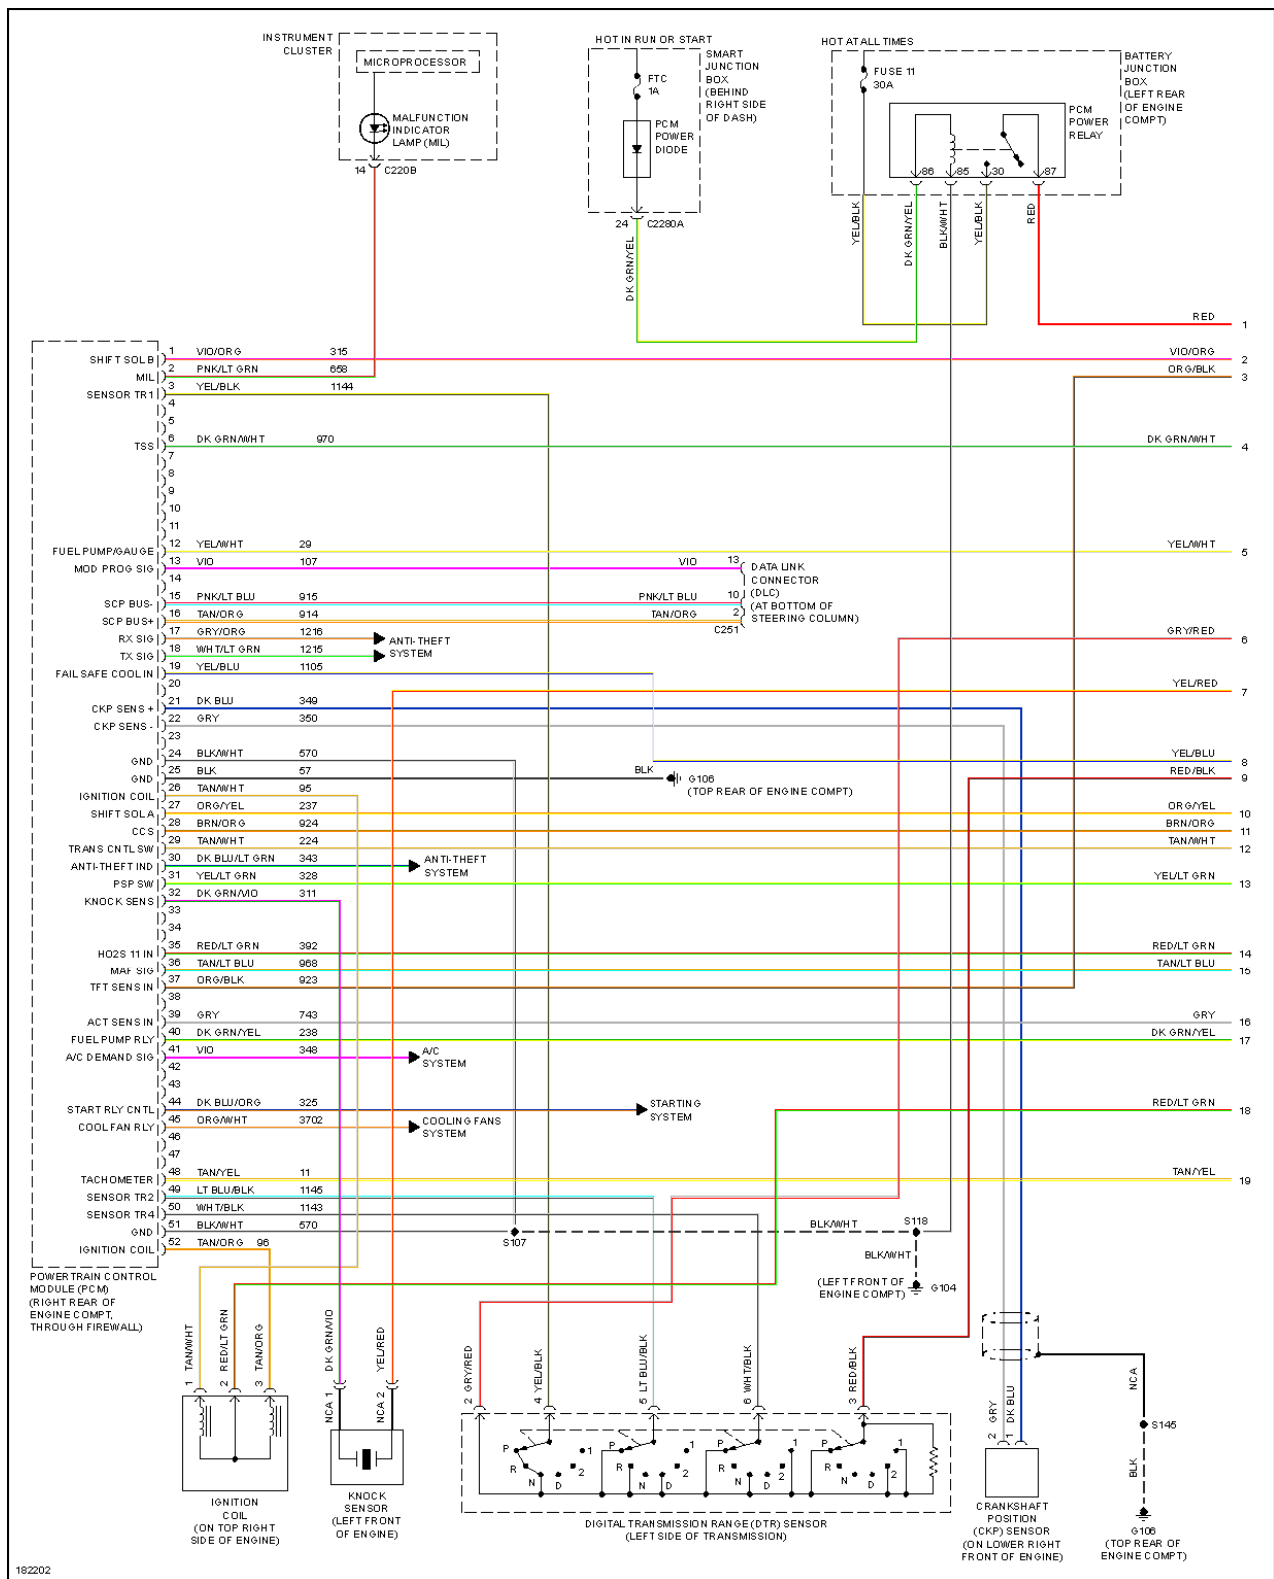 INSTRUMENT
CLUSTER
MICROPROCESSOR
MALFUNCTION
INDICATOR
LAMP (MIL)
14 C220B
HOT IN RUN OR START
FTC
1A
PCM
POWER
DIODE
SMART
JUNCTION
BOX
(BEHIND
RIGHT SIDE
OF DASH)
24 C2280A
DK GRN/YEL
HOT AT ALL TIMES
FUSE 11
30A
BATTERY
JUNCTION
BOX
(LEFT REAR
OF ENGINE
COMPT)
PCM
POWER
RELAY
86 85 30 87
YEL/BLK
DK GRN/YEL
BLK/WHT
YEL/BLK
RED
RED 1
SHIFT SOL B 1 VIO/ORG 315 VIO/ORG 2
MIL 2 PNK/LT GRN 658 ORG/BLK 3
SENSOR TR1 3 YEL/BLK 1144
4
5
TSS 6 DK GRN/WHT 970 DK GRN/WHT 4
7
8
9
10
11
FUEL PUMP/GAUGE 12 YEL/WHT 29 YEL/WHT 5
MOD PROG SIG 13 VIO 107 VIO 13
14
SCP BUS- 15 PNK/LT BLU 915 PNK/LT BLU 10
SCP BUS+ 16 TAN/ORG 914 TAN/ORG 2
C251
DATA LINK
CONNECTOR
(DLC)
(AT BOTTOM OF
STEERING COLUMN)
RX SIG 17 GRY/ORG 1216 GRY/RED 6
TX SIG 18 WHT/LT GRN 1215
ANTI-THEFT
SYSTEM
FAIL SAFE COOL IN 19 YEL/BLU 1105
20 YEL/RED 7
CKP SENS + 21 DK BLU 349
CKP SENS - 22 GRY 350
23
GND 24 BLK/WHT 570 YEL/BLU 8
GND 25 BLK 57 BLK G106 RED/BLK 9
(TOP REAR OF ENGINE COMPT)
IGNITION COIL 26 TAN/WHT 95
SHIFT SOL A 27 ORG/YEL 237 ORG/YEL 10
CCS 28 BRN/ORG 924 BRN/ORG 11
TRANS CNTL SW 29 TAN/WHT 224 TAN/WHT 12
ANTI-THEFT IND 30 DK BLU/LT GRN 343
ANTI-THEFT
SYSTEM
PSP SW 31 YEL/LT GRN 328 YEL/LT GRN 13
KNOCK SENS 32 DK GRN/VIO 311
33
34
HO2S 11 IN 35 RED/LT GRN 392 RED/LT GRN 14
MAF SIG 36 TAN/LT BLU 968 TAN/LT BLU 15
TFT SENS IN 37 ORG/BLK 923
38
ACT SENS IN 39 GRY 743 GRY 16
FUEL PUMP RLY 40 DK GRN/YEL 238 DK GRN/YEL 17
A/C DEMAND SIG 41 VIO 348
A/C
SYSTEM
42
43
START RLY CNTL 44 DK BLU/ORG 325 RED/LT GRN 18
STARTING
SYSTEM
COOL FAN RLY 45 ORG/WHT 3702
COOLING FANS
SYSTEM
46
47
TACHOMETER 48 TAN/YEL 11 TAN/YEL 19
SENSOR TR2 49 LT BLU/BLK 1145
SENSOR TR4 50 WHT/BLK 1143
GND 51 BLK/WHT 570 S107 BLK/WHT S118
IGNITION COIL 52 TAN/ORG 96
BLK/WHT
(LEFT FRONT OF
ENGINE COMPT)
G104
POWERTRAIN CONTROL
MODULE (PCM)
(RIGHT REAR OF
ENGINE COMPT,
THROUGH FIREWALL)
1 TAN/WHT
2 RED/LT GRN
3 TAN/ORG
IGNITION
COIL
(ON TOP RIGHT
SIDE OF ENGINE)
DK GRN/VIO
YEL/RED
NCA 1
NCA 2
KNOCK
SENSOR
(LEFT FRONT
OF ENGINE)
2 GRY/RED
4 YEL/BLK
5 LT BLU/BLK
6 WHT/BLK
3 RED/BLK
P R N D 2 1
P R N D 2 1
P R N D 2 1
P R N D 2 1
DIGITAL TRANSMISSION RANGE (DTR) SENSOR
(LEFT SIDE OF TRANSMISSION)
2 GRY
1 DK BLU
CRANKSHAFT
POSITION
(CKP) SENSOR
(ON LOWER RIGHT
FRONT OF ENGINE)
NCA
S145
BLK
G106
(TOP REAR OF
ENGINE COMPT)
182202